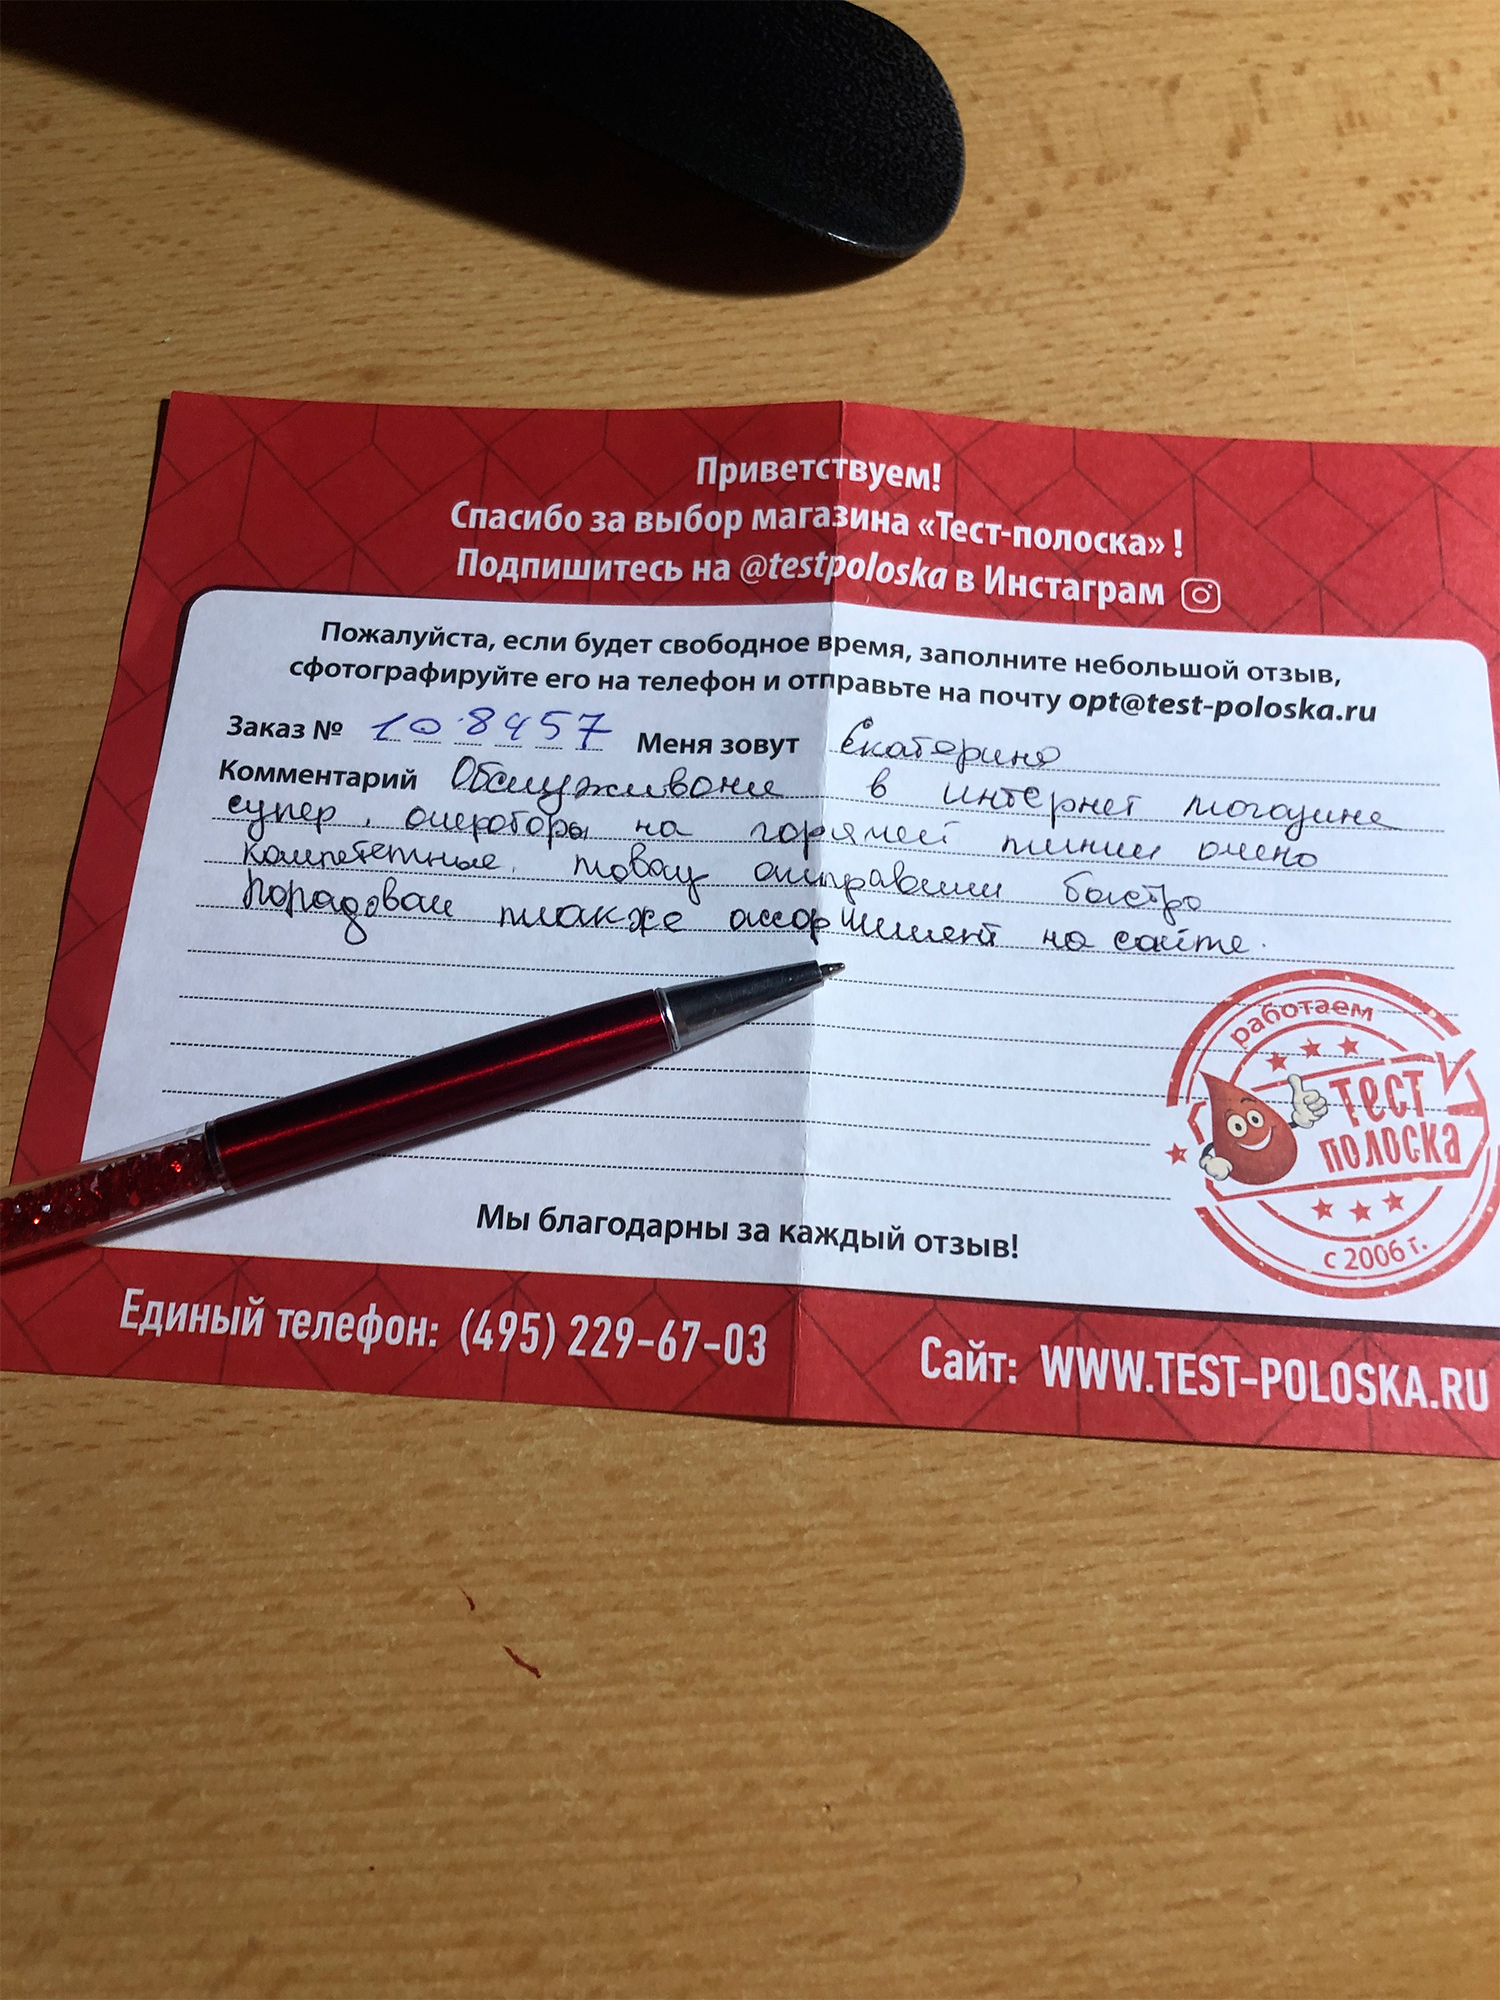 Приветствуем!
Спасибо за выбор магазина «Тест-полоска» !
Подпишитесь на @testpoloska в Инстаграм
Пожалуйста, если будет свободное время, заполните небольшой отзыв,
сфотографируйте его на телефон и отправьте на почту opt@test-poloska.ru
Заказ № 108457 Меня зовут Екатерина
Комментарий Обслуживание в интернет магазине
супер, операторы на горячей линии очень
компетентные. товар отправили быстро
Порадовал также ассортимент на сайте.
работаем
ТЕСТ
ПОЛОСКА
с 2006 г.
Мы благодарны за каждый отзыв!
Единый телефон: (495) 229-67-03
Сайт: WWW.TEST-POLOSKA.RU